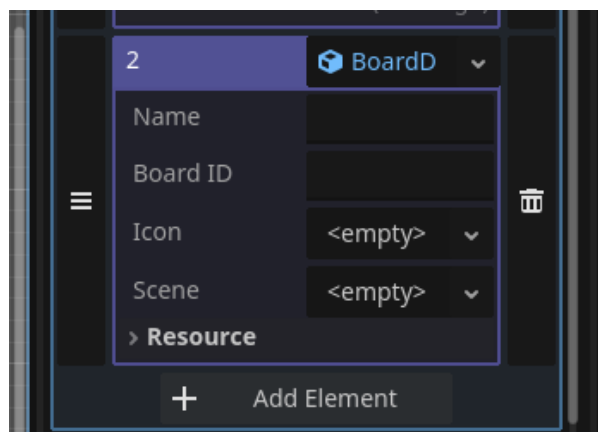 2 BoardD
Name
Board ID
Icon <empty>
Scene <empty>
Resource
Add Element